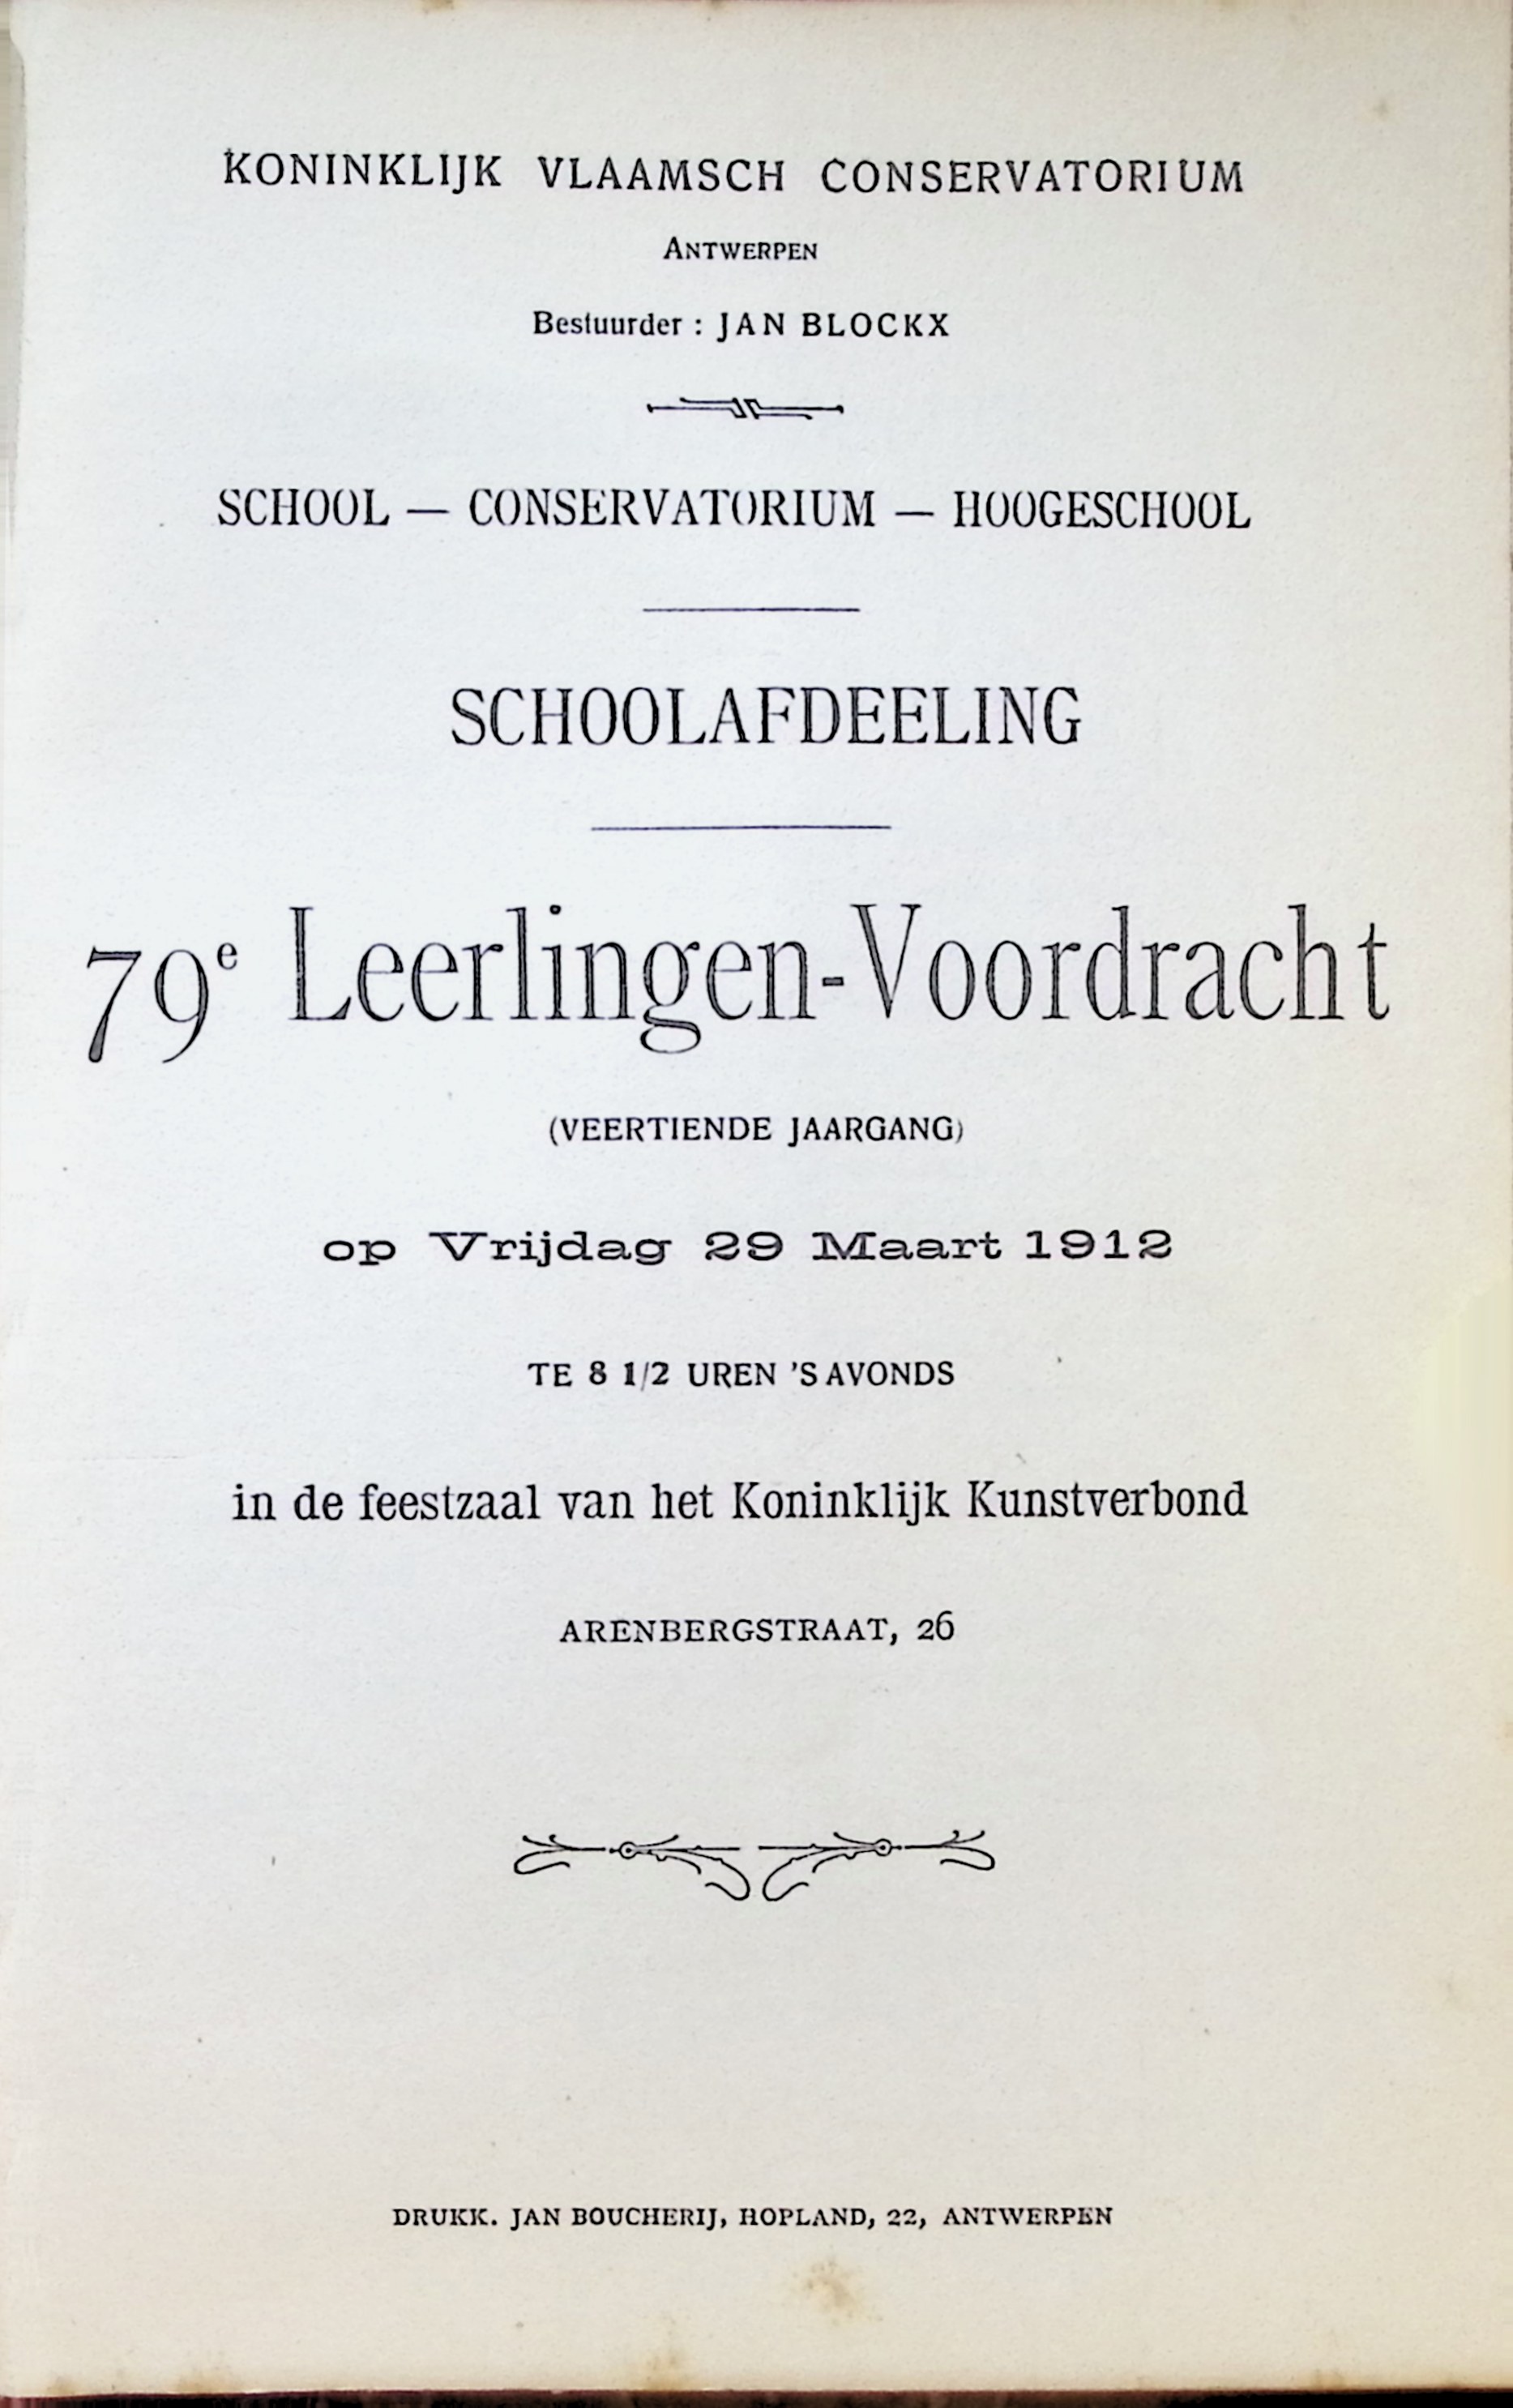 KONINKLIJK VLAAMSCH CONSERVATORIUM
ANTWERPEN
Bestuurder : JAN BLOCKX
SCHOOL — CONSERVATORIUM — HOOGESCHOOL
SCHOOLAFDEELING
79e Leerlingen-Voordracht
(VEERTIENDE JAARGANG)
op Vrijdag 29 Maart 1912
TE 8 1/2 UREN 'S AVONDS
in de feestzaal van het Koninklijk Kunstverbond
ARENBERGSTRAAT, 26
DRUKK. JAN BOUCHERIJ, HOPLAND, 22, ANTWERPEN